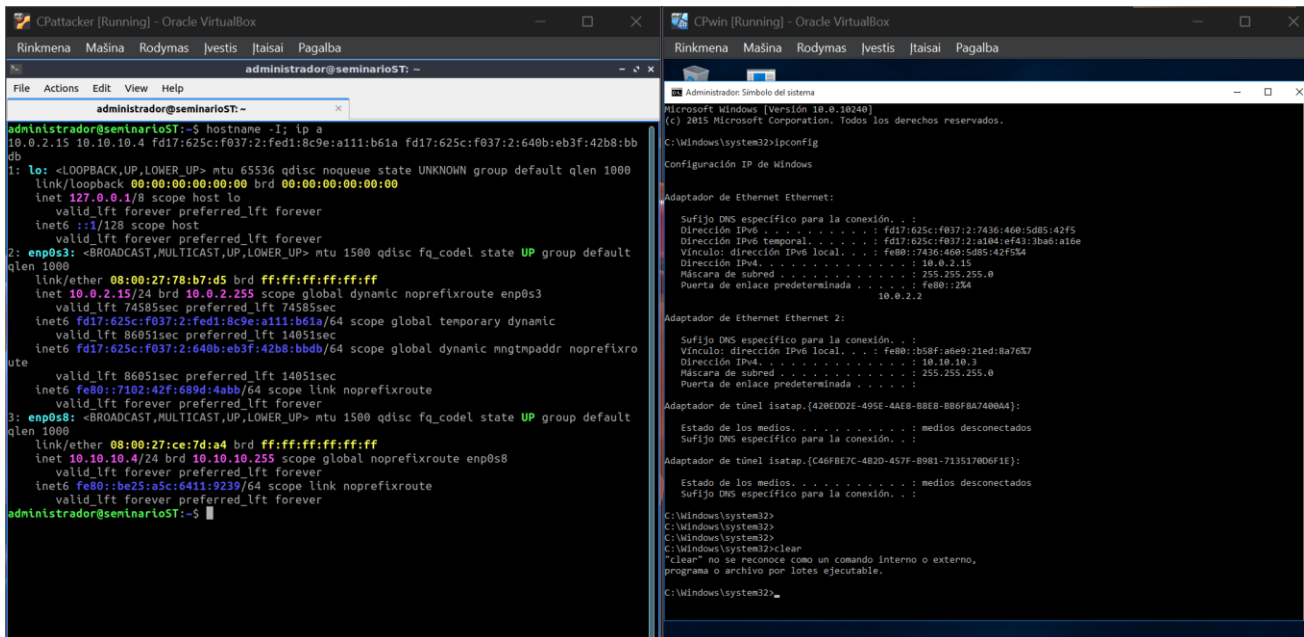 CPattacker [Running] - Oracle VirtualBox
Rinkmena Mašina Rodymas Įvestis Įtaisai Pagalba
administrador@seminarioST: ~
File Actions Edit View Help
administrador@seminarioST: ~
administrador@seminarioST:~$ hostname -I; ip a
10.0.2.15 10.10.10.4 fd17:625c:f037:2:fed1:8c9e:a111:b61a fd17:625c:f037:2:640b:eb3f:42b8:bb
db
1: lo: <LOOPBACK,UP,LOWER_UP> mtu 65536 qdisc noqueue state UNKNOWN group default qlen 1000
link/loopback 00:00:00:00:00:00 brd 00:00:00:00:00:00
inet 127.0.0.1/8 scope host lo
valid_lft forever preferred_lft forever
inet6 ::1/128 scope host
valid_lft forever preferred_lft forever
2: enp0s3: <BROADCAST,MULTICAST,UP,LOWER_UP> mtu 1500 qdisc fq_codel state UP group default
qlen 1000
link/ether 08:00:27:78:b7:d5 brd ff:ff:ff:ff:ff:ff
inet 10.0.2.15/24 brd 10.0.2.255 scope global dynamic noprefixroute enp0s3
valid_lft 74585sec preferred_lft 74585sec
inet6 fd17:625c:f037:2:fed1:8c9e:a111:b61a/64 scope global temporary dynamic
valid_lft 86051sec preferred_lft 14051sec
inet6 fd17:625c:f037:2:640b:eb3f:42b8:bbdb/64 scope global dynamic mngtmpaddr noprefixro
ute
valid_lft 86051sec preferred_lft 14051sec
inet6 fe80::7102:42f:689d:4abb/64 scope link noprefixroute
valid_lft forever preferred_lft forever
3: enp0s8: <BROADCAST,MULTICAST,UP,LOWER_UP> mtu 1500 qdisc fq_codel state UP group default
qlen 1000
link/ether 08:00:27:ce:7d:a4 brd ff:ff:ff:ff:ff:ff
inet 10.10.10.4/24 brd 10.10.10.255 scope global noprefixroute enp0s8
valid_lft forever preferred_lft forever
inet6 fe80::be25:a5c:6411:9239/64 scope link noprefixroute
valid_lft forever preferred_lft forever
administrador@seminarioST:~$
CPwin [Running] - Oracle VirtualBox
Rinkmena Mašina Rodymas Įvestis Įtaisai Pagalba
Administrador: Símbolo del sistema
Microsoft Windows [Versión 10.0.10240]
(c) 2015 Microsoft Corporation. Todos los derechos reservados.
C:\Windows\system32>ipconfig
Configuración IP de Windows
Adaptador de Ethernet Ethernet:
Sufijo DNS específico para la conexión. . :
Dirección IPv6 . . . . . . . . . . : fd17:625c:f037:2:7436:460:5d85:42f5
Dirección IPv6 temporal. . . . . . : fd17:625c:f037:2:a104:ef43:3ba6:a16e
Vínculo: dirección IPv6 local. . . : fe80::7436:460:5d85:42f5%4
Dirección IPv4. . . . . . . . . . . . . . : 10.0.2.15
Máscara de subred . . . . . . . . . . . . : 255.255.255.0
Puerta de enlace predeterminada . . . . . : fe80::2%4
10.0.2.2
Adaptador de Ethernet Ethernet 2:
Sufijo DNS específico para la conexión. . :
Vínculo: dirección IPv6 local. . . : fe80::b58f:a6e9:21ed:8a76%7
Dirección IPv4. . . . . . . . . . . . . . : 10.10.10.3
Máscara de subred . . . . . . . . . . . . : 255.255.255.0
Puerta de enlace predeterminada . . . . . :
Adaptador de túnel isatap.{420EDD2E-495E-4AE8-B8E8-BB6F8A7400A4}:
Estado de los medios. . . . . . . . . . . : medios desconectados
Sufijo DNS específico para la conexión. . :
Adaptador de túnel isatap.{C46FBE7C-4B2D-457F-B981-7135170D6F1E}:
Estado de los medios. . . . . . . . . . . : medios desconectados
Sufijo DNS específico para la conexión. . :
C:\Windows\system32>
C:\Windows\system32>
C:\Windows\system32>
C:\Windows\system32>clear
"clear" no se reconoce como un comando interno o externo,
programa o archivo por lotes ejecutable.
C:\Windows\system32>